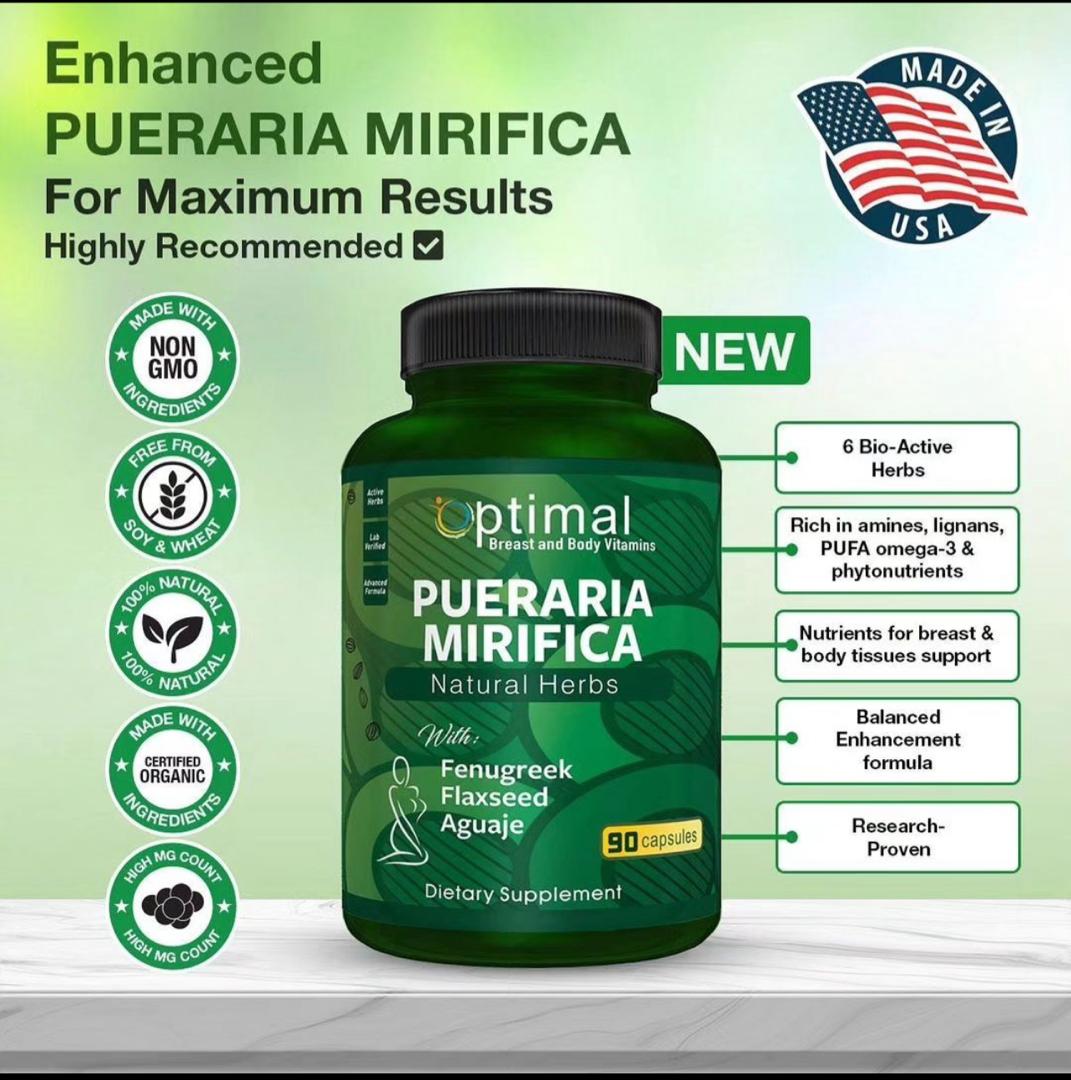 Enhanced
PUERARIA MIRIFICA
For Maximum Results
Highly Recommended
MADE IN
USA
MADE WITH
NON
GMO
INGREDIENTS
FREE FROM
SOY & WHEAT
100% NATURAL
100% NATURAL
MADE WITH
CERTIFIED
ORGANIC
INGREDIENTS
HIGH MG COUNT
HIGH MG COUNT
NEW
Active
Herbs
Lab
Verified
Advanced
Formula
Optimal
Breast and Body Vitamins
PUERARIA
MIRIFICA
Natural Herbs
With:
Fenugreek
Flaxseed
Aguaje
90 capsules
Dietary Supplement
6 Bio-Active
Herbs
Rich in amines, lignans,
PUFA omega-3 &
phytonutrients
Nutrients for breast &
body tissues support
Balanced
Enhancement
formula
Research-
Proven